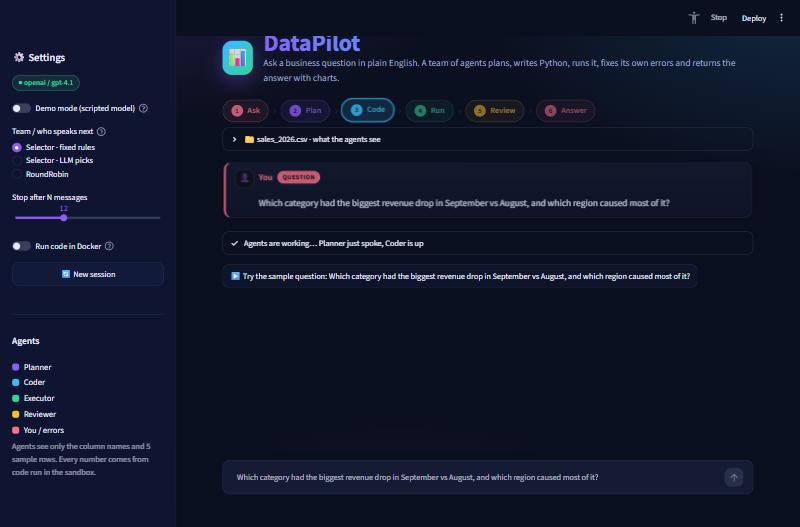 Stop
Deploy
Settings
openai / gpt-4.1
Demo mode (scripted model)
Team / who speaks next
Selector - fixed rules
Selector - LLM picks
RoundRobin
Stop after N messages
12
Run code in Docker
New session
Agents
Planner
Coder
Executor
Reviewer
You / errors
Agents see only the column names and 5
sample rows. Every number comes from
code run in the sandbox.
DataPilot
Ask a business question in plain English. A team of agents plans, writes Python, runs it, fixes its own errors and returns the
answer with charts.
1 Ask
2 Plan
3 Code
4 Run
5 Review
6 Answer
sales_2026.csv - what the agents see
You QUESTION
Which category had the biggest revenue drop in September vs August, and which region caused most of it?
Agents are working... Planner just spoke, Coder is up
Try the sample question: Which category had the biggest revenue drop in September vs August, and which region caused most of it?
Which category had the biggest revenue drop in September vs August, and which region caused most of it?